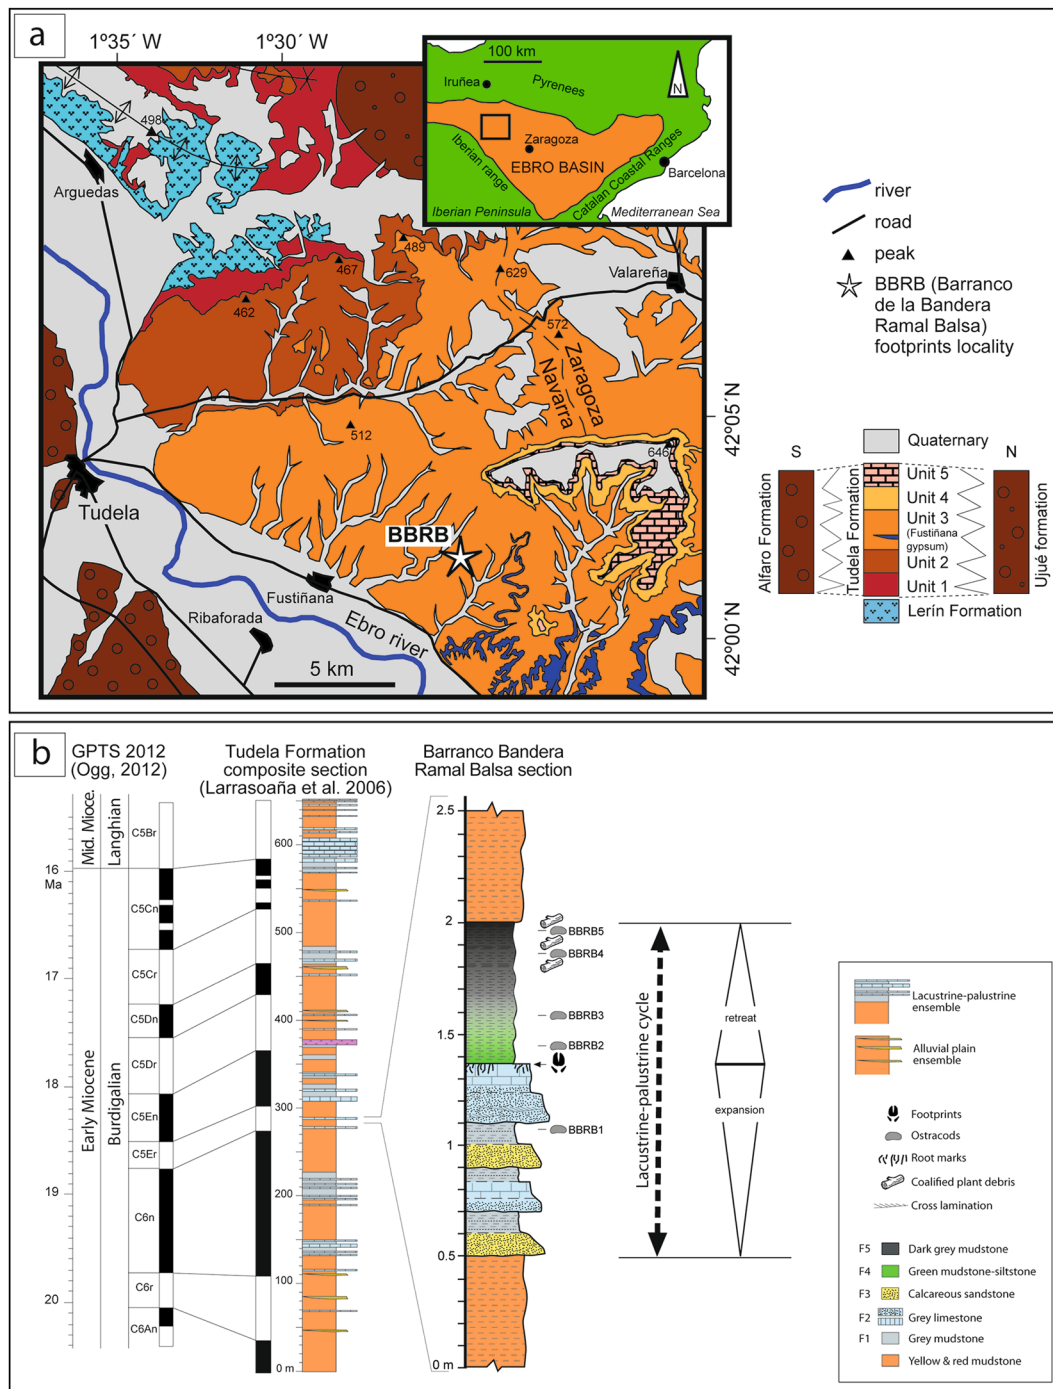 a
1º35´ W
1º30´ W
100 km
Iruñea
Pyrenees
N
Zaragoza
EBRO BASIN
Iberian range
Catalan Coastal Ranges
Barcelona
Iberian Peninsula
Mediterranean Sea
498
Arguedas
489
467
462
629
Valareña
572
Zaragoza
Navarra
512
646
Tudela
BBRB
Fustiñana
Ribaforada
Ebro river
5 km
42º05'N
42º00'N
river
road
peak
BBRB (Barranco
de la Bandera
Ramal Balsa)
footprints locality
Quaternary
S
N
Alfaro Formation
Tudela Formation
Ujué formation
Unit 5
Unit 4
Unit 3
(Fustiñana
gypsum)
Unit 2
Unit 1
Lerín Formation
b
GPTS 2012
(Ogg, 2012)
Tudela Formation
composite section
(Larrasoaña et al. 2006)
Barranco Bandera
Ramal Balsa section
Mid. Mioce.
Langhian
Early Miocene
Burdigalian
16
Ma
17
18
19
20
C5Br
C5Cn
C5Cr
C5Dn
C5Dr
C5En
C5Er
C6n
C6r
C6An
600
500
400
300
200
100
0 m
2.5
2
1.5
1
0.5
0 m
BBRB5
BBRB4
BBRB3
BBRB2
BBRB1
Lacustrine-palustrine cycle
retreat
expansion
Lacustrine-palustrine
ensemble
Alluvial plain
ensemble
Footprints
Ostracods
Root marks
Coalified plant debris
Cross lamination
F5 Dark grey mudstone
F4 Green mudstone-siltstone
F3 Calcareous sandstone
F2 Grey limestone
F1 Grey mudstone
Yellow & red mudstone